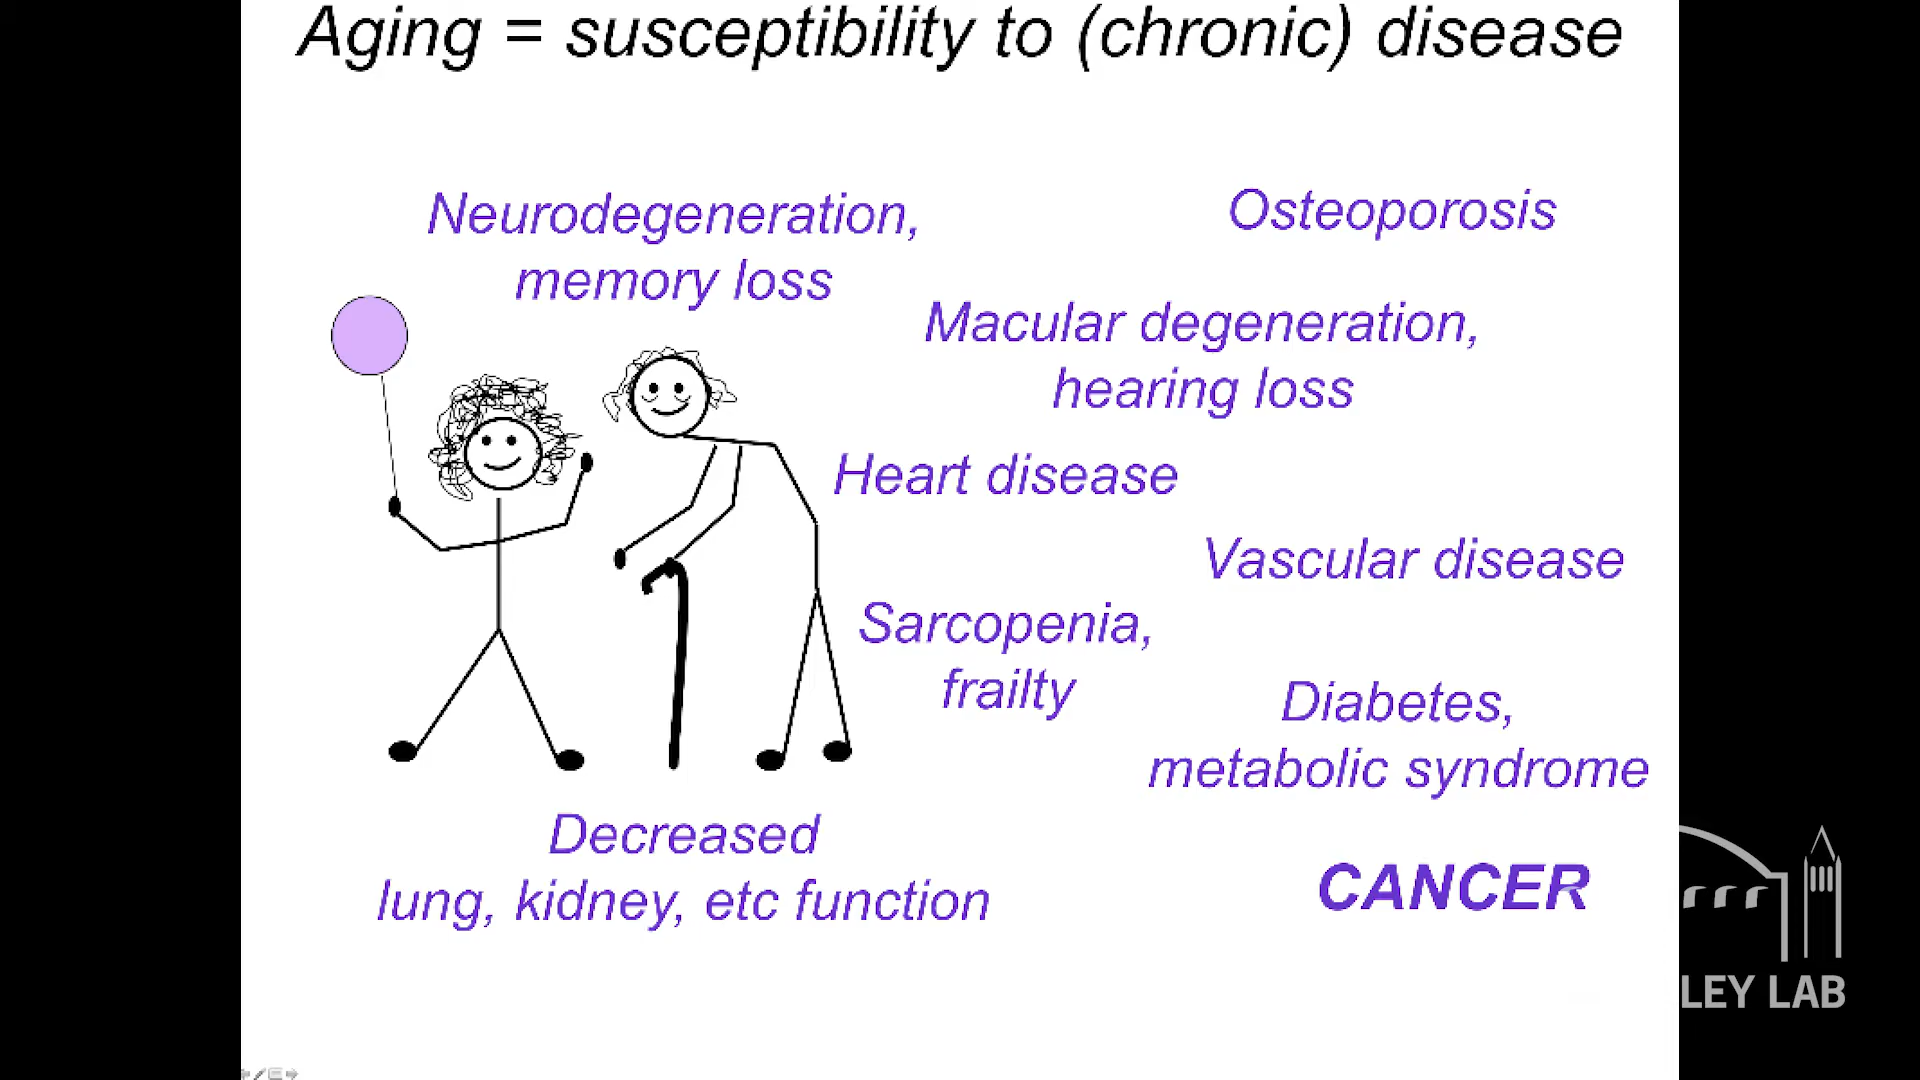 Aging = susceptibility to (chronic) disease
Neurodegeneration,
memory loss
Osteoporosis
Macular degeneration,
hearing loss
Heart disease
Vascular disease
Sarcopenia,
frailty
Diabetes,
metabolic syndrome
Decreased
lung, kidney, etc function
CANCER
LEY LAB